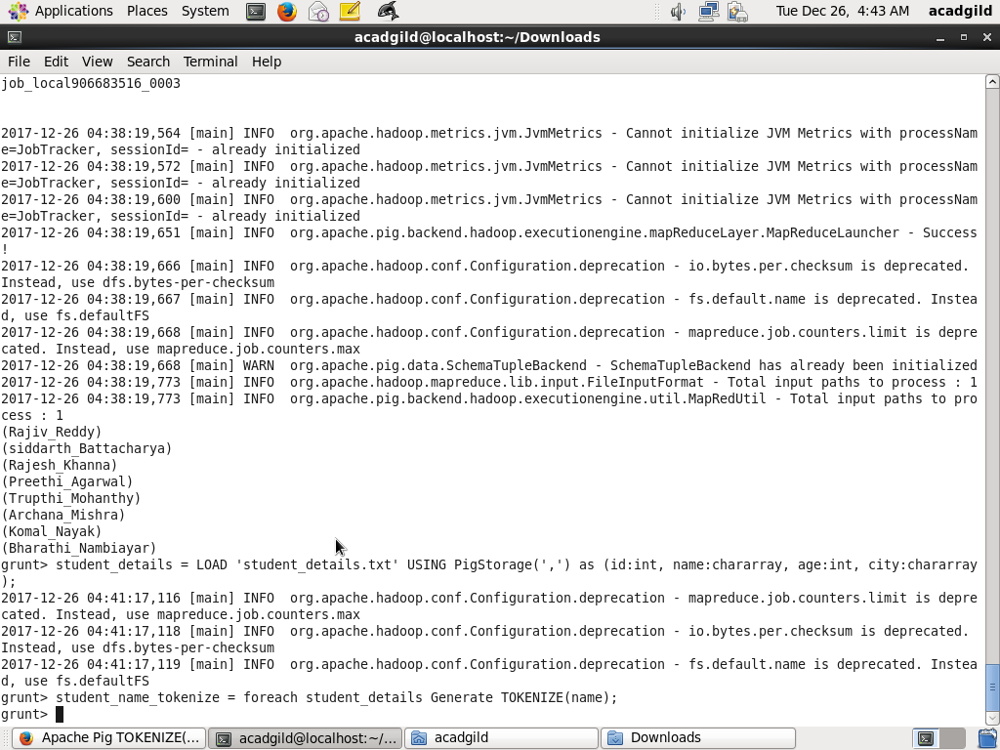 Applications Places System Tue Dec 26, 4:43 AM acadgild
acadgild@localhost:~/Downloads
File Edit View Search Terminal Help
job_local906683516_0003
2017-12-26 04:38:19,564 [main] INFO  org.apache.hadoop.metrics.jvm.JvmMetrics - Cannot initialize JVM Metrics with processNam
e=JobTracker, sessionId= - already initialized
2017-12-26 04:38:19,572 [main] INFO  org.apache.hadoop.metrics.jvm.JvmMetrics - Cannot initialize JVM Metrics with processNam
e=JobTracker, sessionId= - already initialized
2017-12-26 04:38:19,600 [main] INFO  org.apache.hadoop.metrics.jvm.JvmMetrics - Cannot initialize JVM Metrics with processNam
e=JobTracker, sessionId= - already initialized
2017-12-26 04:38:19,651 [main] INFO  org.apache.pig.backend.hadoop.executionengine.mapReduceLayer.MapReduceLauncher - Success
!
2017-12-26 04:38:19,666 [main] INFO  org.apache.hadoop.conf.Configuration.deprecation - io.bytes.per.checksum is deprecated.
Instead, use dfs.bytes-per-checksum
2017-12-26 04:38:19,667 [main] INFO  org.apache.hadoop.conf.Configuration.deprecation - fs.default.name is deprecated. Instea
d, use fs.defaultFS
2017-12-26 04:38:19,668 [main] INFO  org.apache.hadoop.conf.Configuration.deprecation - mapreduce.job.counters.limit is depre
cated. Instead, use mapreduce.job.counters.max
2017-12-26 04:38:19,668 [main] WARN  org.apache.pig.data.SchemaTupleBackend - SchemaTupleBackend has already been initialized
2017-12-26 04:38:19,773 [main] INFO  org.apache.hadoop.mapreduce.lib.input.FileInputFormat - Total input paths to process : 1
2017-12-26 04:38:19,773 [main] INFO  org.apache.pig.backend.hadoop.executionengine.util.MapRedUtil - Total input paths to pro
cess : 1
(Rajiv_Reddy)
(siddarth_Battacharya)
(Rajesh_Khanna)
(Preethi_Agarwal)
(Trupthi_Mohanthy)
(Archana_Mishra)
(Komal_Nayak)
(Bharathi_Nambiayar)
grunt> student_details = LOAD 'student_details.txt' USING PigStorage(',') as (id:int, name:chararray, age:int, city:chararray
);
2017-12-26 04:41:17,116 [main] INFO  org.apache.hadoop.conf.Configuration.deprecation - mapreduce.job.counters.limit is depre
cated. Instead, use mapreduce.job.counters.max
2017-12-26 04:41:17,118 [main] INFO  org.apache.hadoop.conf.Configuration.deprecation - io.bytes.per.checksum is deprecated.
Instead, use dfs.bytes-per-checksum
2017-12-26 04:41:17,119 [main] INFO  org.apache.hadoop.conf.Configuration.deprecation - fs.default.name is deprecated. Instea
d, use fs.defaultFS
grunt> student_name_tokenize = foreach student_details Generate TOKENIZE(name);
grunt>
Apache Pig TOKENIZE(... acadgild@localhost:~/... acadgild Downloads